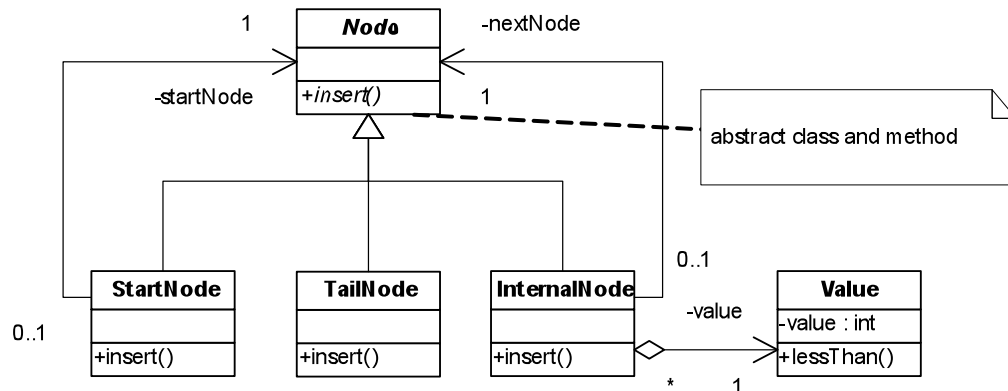 1
Node
-nextNode
-startNode
+insert()
1
abstract class and method
StartNode
+insert()
TailNode
+insert()
InternalNode
+insert()
0..1
0..1
-value
*
1
Value
-value : int
+lessThan()